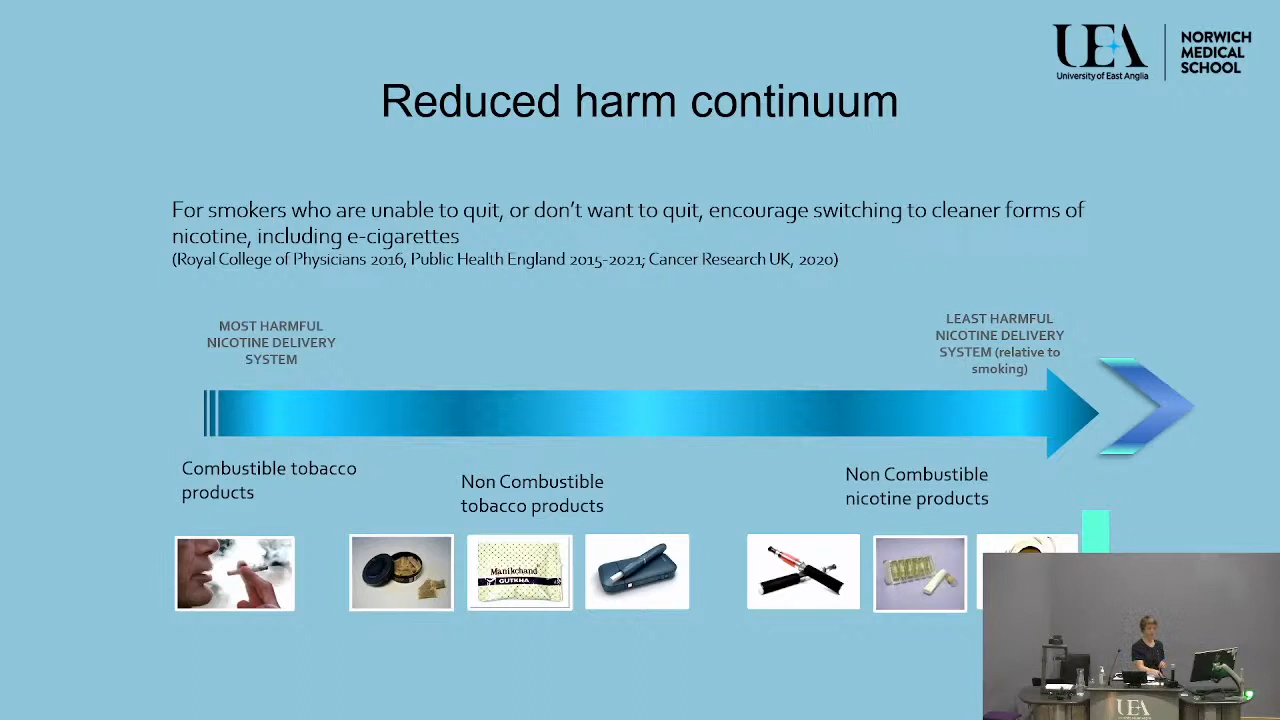 UEA
University of East Anglia
NORWICH
MEDICAL
SCHOOL
Reduced harm continuum
For smokers who are unable to quit, or don't want to quit, encourage switching to cleaner forms of
nicotine, including e-cigarettes
(Royal College of Physicians 2016, Public Health England 2015-2021; Cancer Research UK, 2020)
MOST HARMFUL
NICOTINE DELIVERY
SYSTEM
LEAST HARMFUL
NICOTINE DELIVERY
SYSTEM (relative to
smoking)
Combustible tobacco
products
Non Combustible
tobacco products
Non Combustible
nicotine products
Manikchand
GUTKHA
UEA